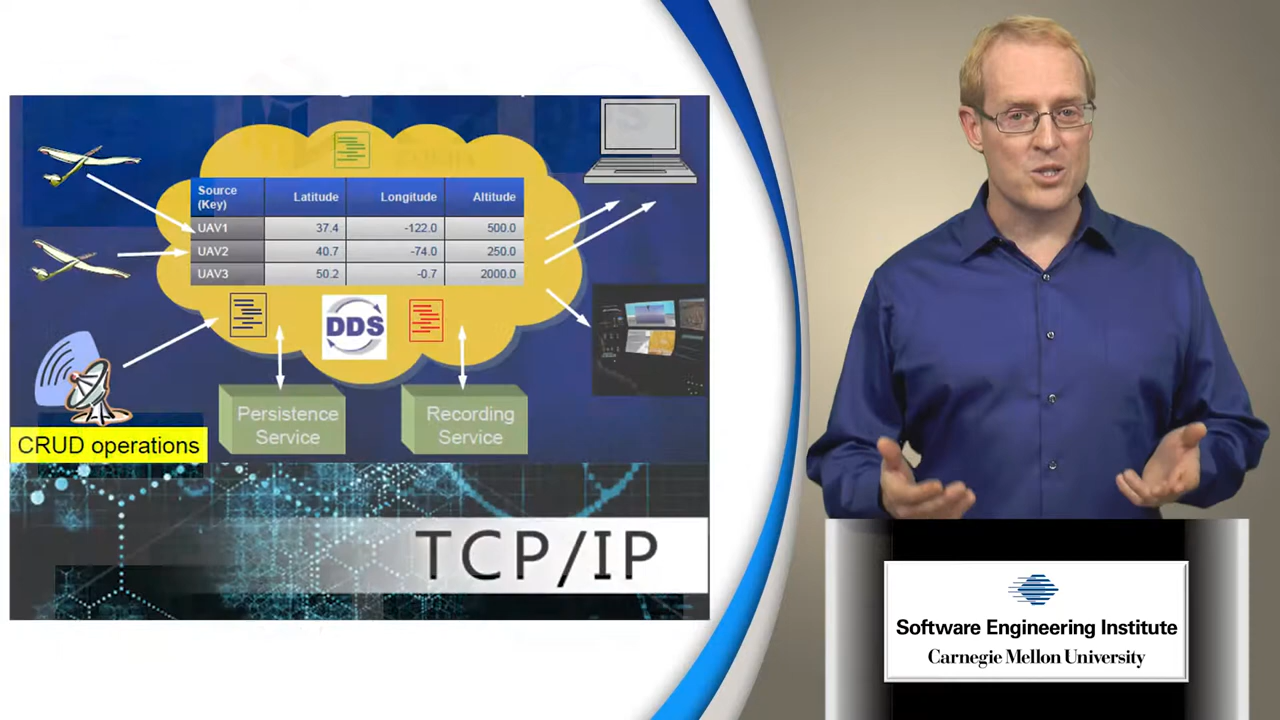 Source Latitude Longitude Altitude
(Key)
UAV1 37.4 -122.0 500.0
UAV2 40.7 -74.0 250.0
UAV3 50.2 -0.7 2000.0
DDS
Persistence
Service
Recording
Service
CRUD operations
TCP/IP
Software Engineering Institute
Carnegie Mellon University